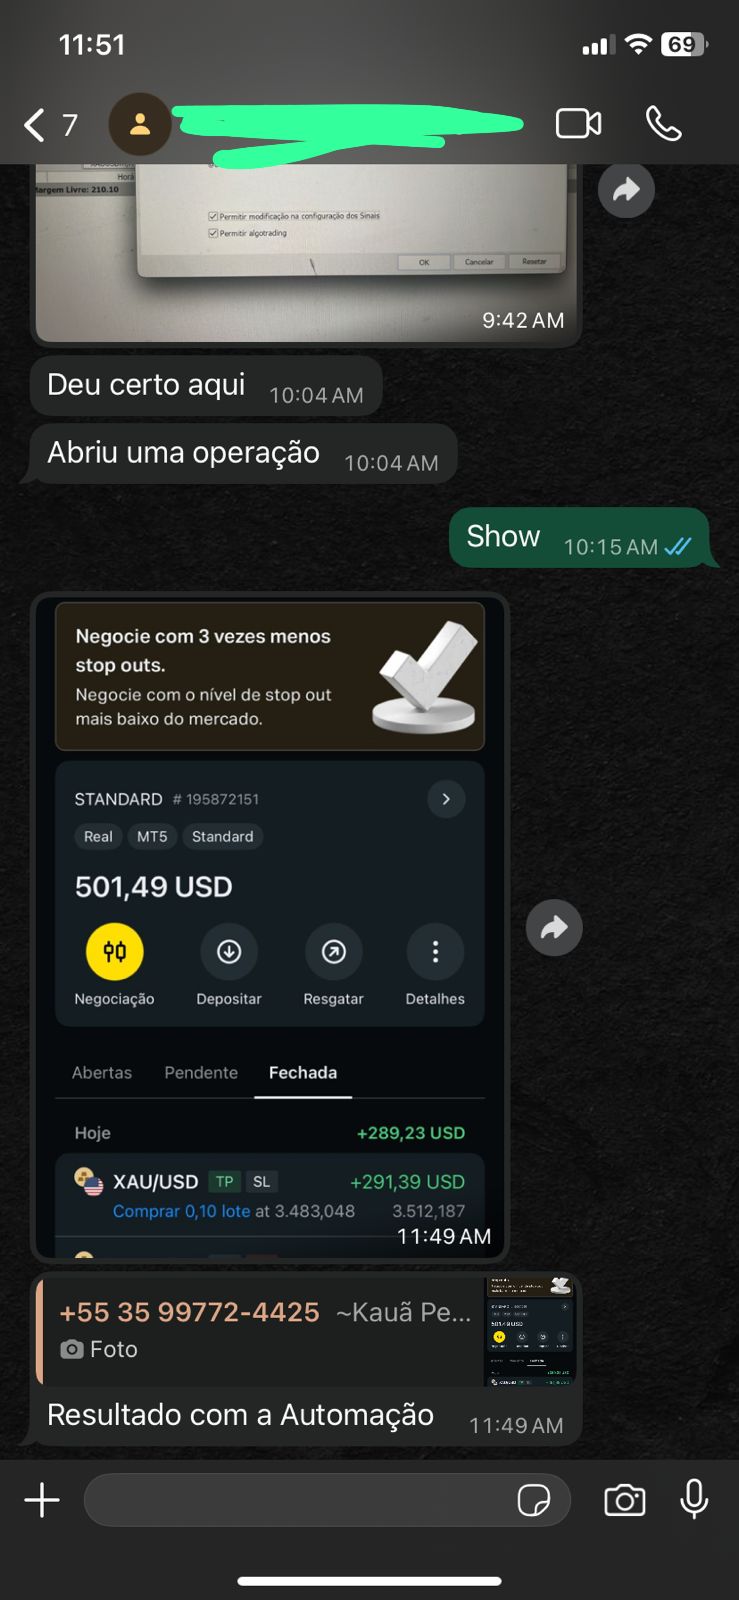 11:51
69
7
Hora
Margem Livre: 210.10
Permitir modificação na configuração dos Sinais
Permitir algotrading
OK
Cancelar
Resetar
9:42 AM
Deu certo aqui 10:04 AM
Abriu uma operação 10:04 AM
Show 10:15 AM
Negocie com 3 vezes menos
stop outs.
Negocie com o nível de stop out
mais baixo do mercado.
STANDARD # 195872151
Real MT5 Standard
501,49 USD
Negociação Depositar Resgatar Detalhes
Abertas Pendente Fechada
Hoje +289,23 USD
XAU/USD TP SL +291,39 USD
Comprar 0,10 lote at 3.483,048 3.512,187
11:49 AM
+55 35 99772-4425 ~Kauã Pe...
Foto
Resultado com a Automação 11:49 AM